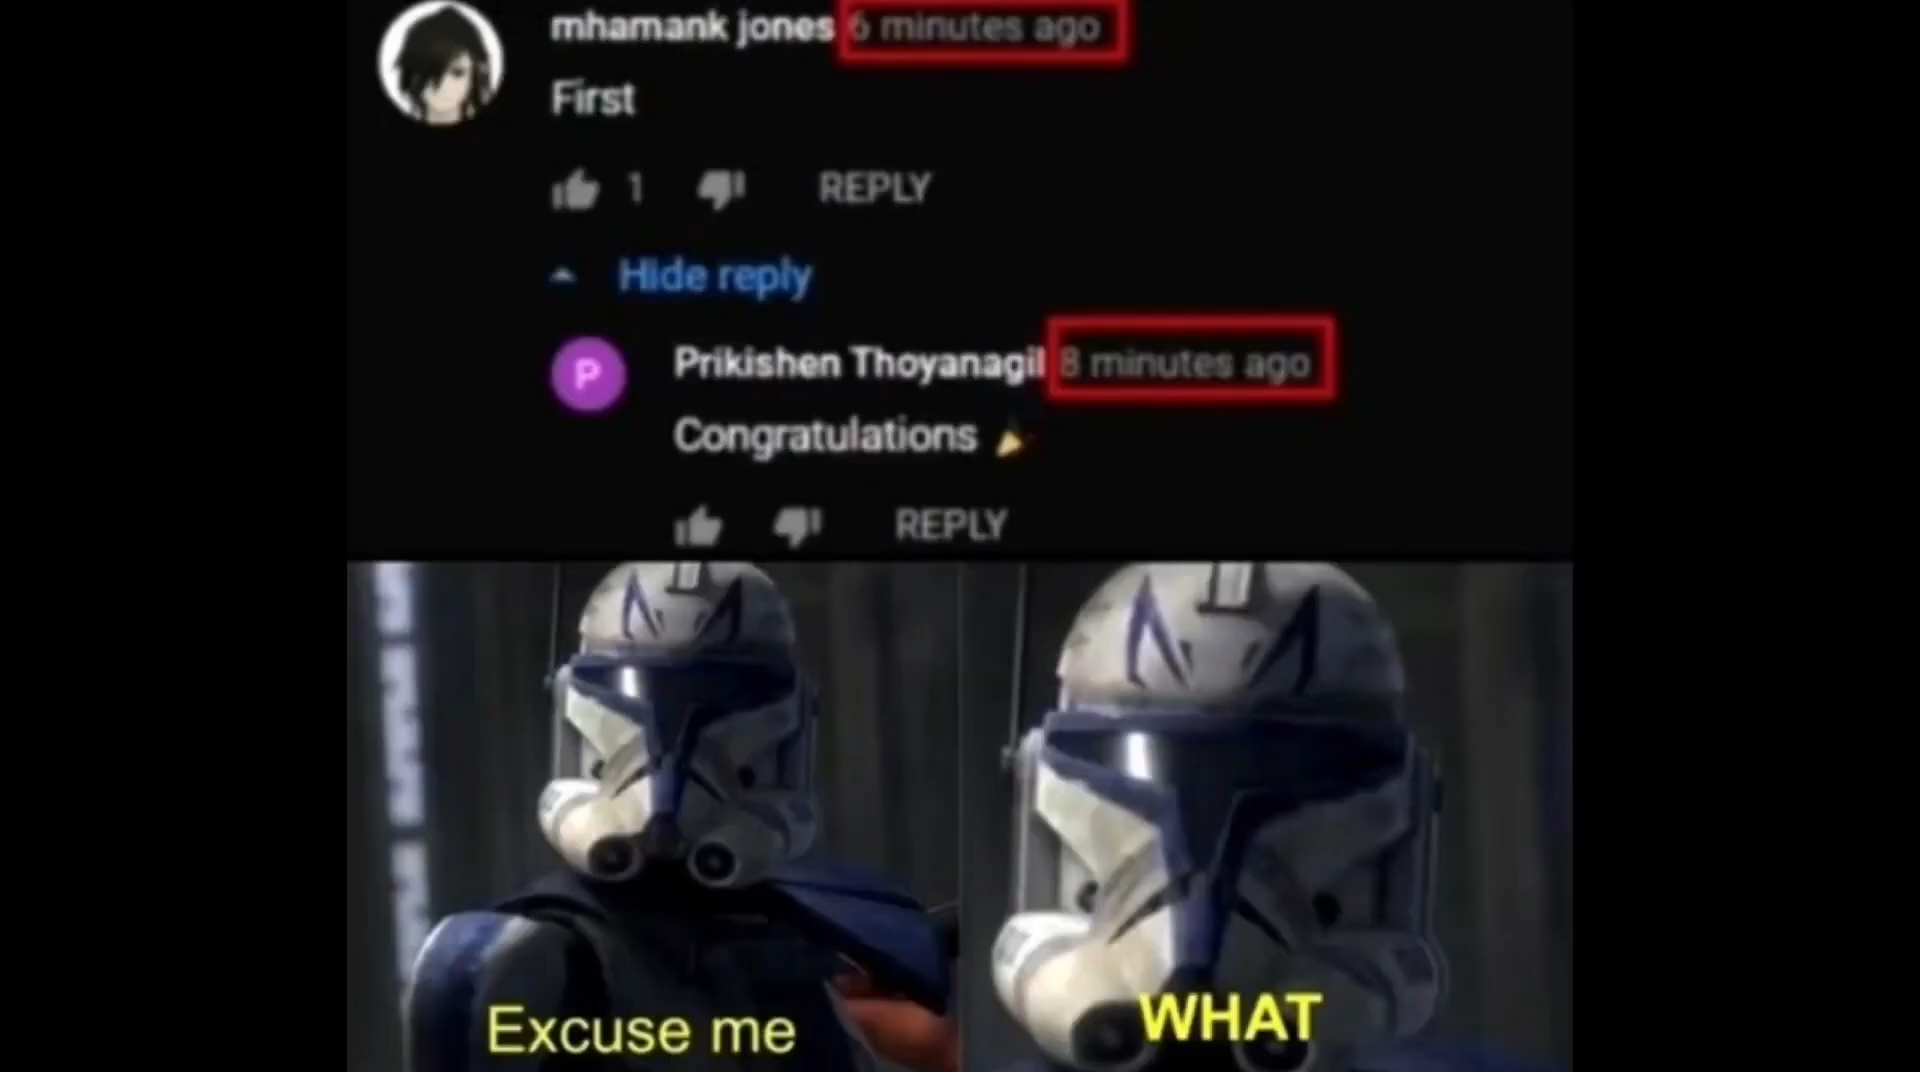 mhamank jones 6 minutes ago
First
1 REPLY
Hide reply
P
Prikishen Thoyanagil 8 minutes ago
Congratulations
REPLY
Excuse me
WHAT